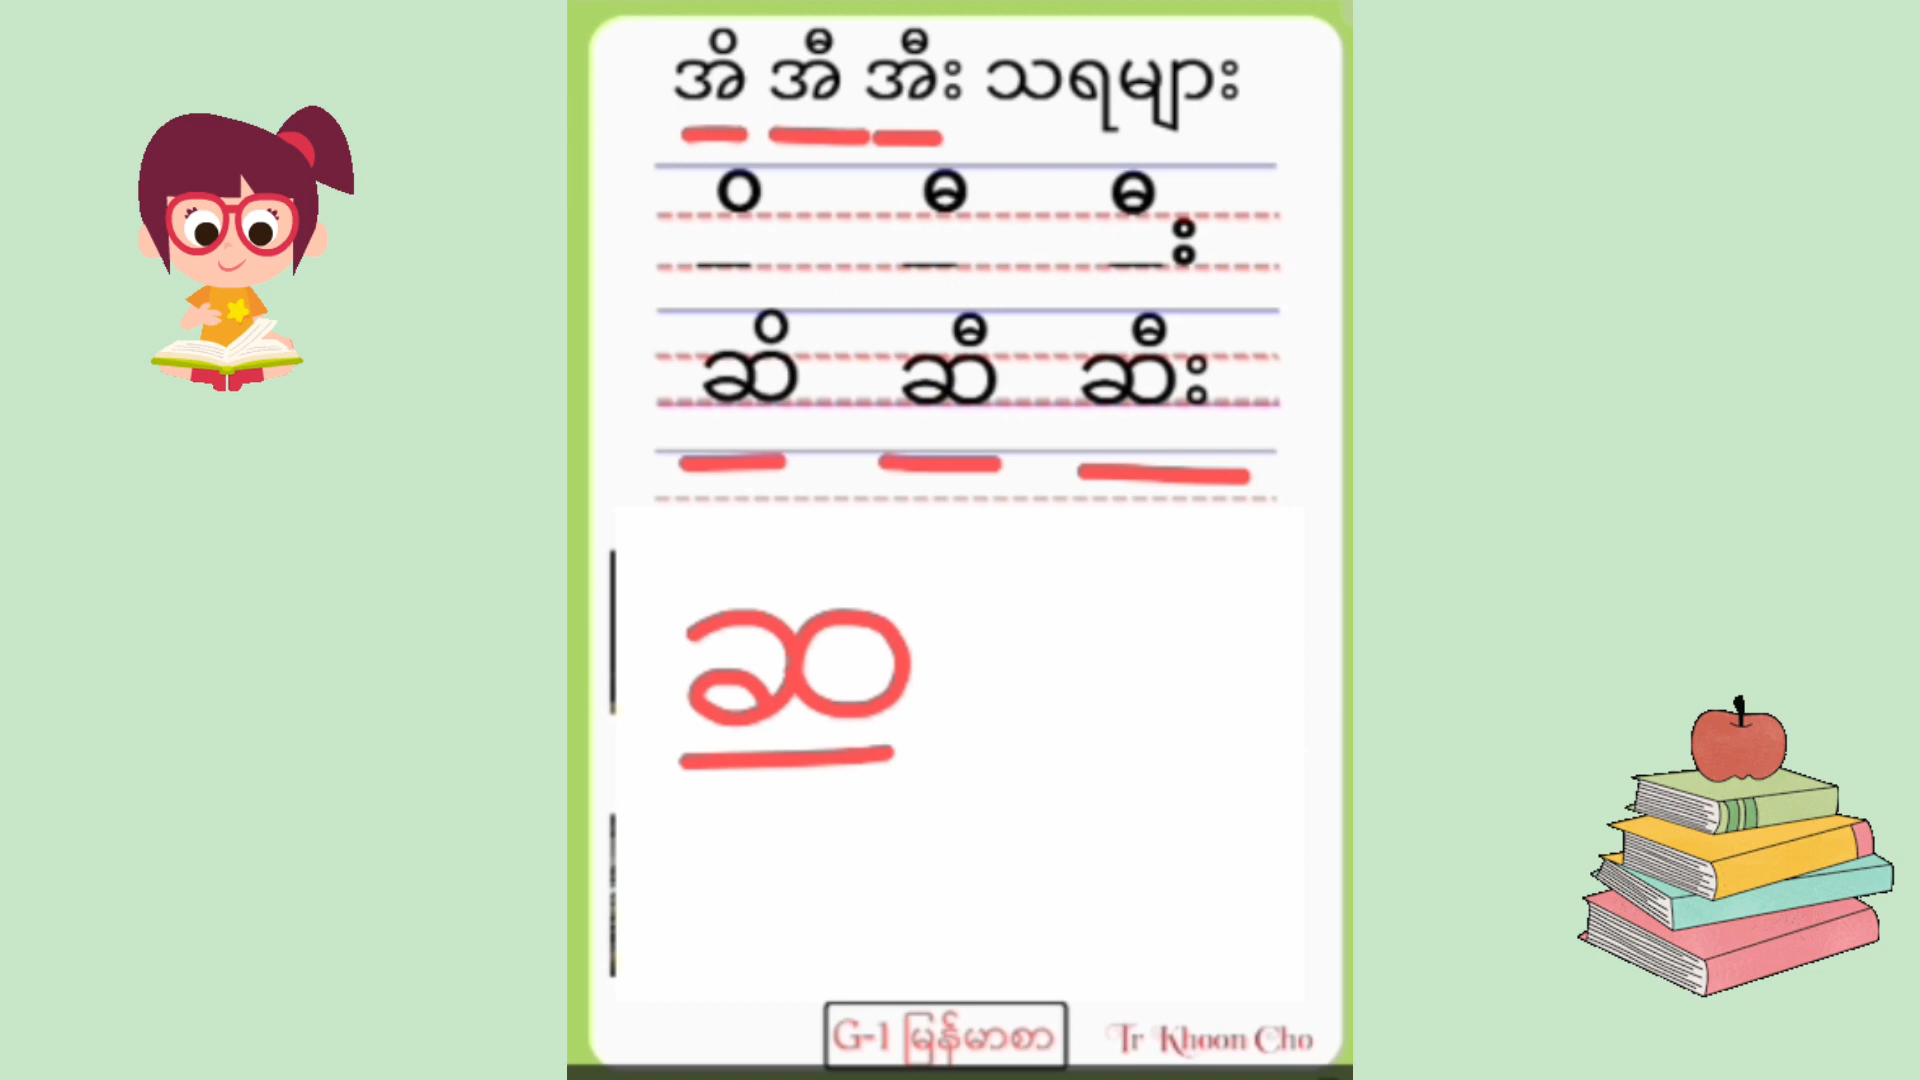 အိ အီ အီး သရများ
ိ ီ ီး
ဆိ ဆီ ဆီး
ဆ
G-1 မြန်မာစာ
Tr Khoon Cho